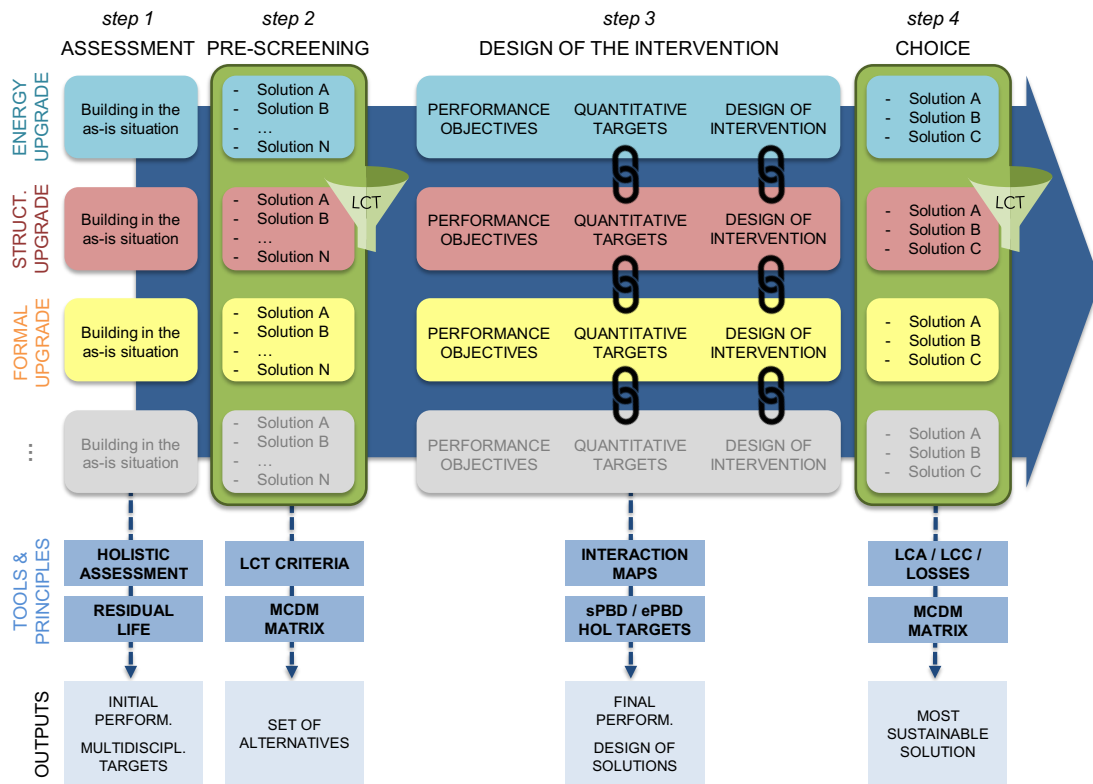 step 1
ASSESSMENT
step 2
PRE-SCREENING
step 3
DESIGN OF THE INTERVENTION
step 4
CHOICE
ENERGY
UPGRADE
Building in the
as-is situation
- Solution A
- Solution B
- ...
- Solution N
PERFORMANCE
OBJECTIVES
QUANTITATIVE
TARGETS
DESIGN OF
INTERVENTION
- Solution A
- Solution B
- Solution C
LCT
LCT
STRUCT.
UPGRADE
Building in the
as-is situation
- Solution A
- Solution B
- ...
- Solution N
PERFORMANCE
OBJECTIVES
QUANTITATIVE
TARGETS
DESIGN OF
INTERVENTION
- Solution A
- Solution B
- Solution C
FORMAL
UPGRADE
Building in the
as-is situation
- Solution A
- Solution B
- ...
- Solution N
PERFORMANCE
OBJECTIVES
QUANTITATIVE
TARGETS
DESIGN OF
INTERVENTION
- Solution A
- Solution B
- Solution C
...
Building in the
as-is situation
- Solution A
- Solution B
- ...
- Solution N
PERFORMANCE
OBJECTIVES
QUANTITATIVE
TARGETS
DESIGN OF
INTERVENTION
- Solution A
- Solution B
- Solution C
TOOLS &
PRINCIPLES
HOLISTIC
ASSESSMENT
RESIDUAL
LIFE
LCT CRITERIA
MCDM
MATRIX
INTERACTION
MAPS
sPBD / ePBD
HOL TARGETS
LCA / LCC /
LOSSES
MCDM
MATRIX
OUTPUTS
INITIAL
PERFORM.
MULTIDISCIPL.
TARGETS
SET OF
ALTERNATIVES
FINAL
PERFORM.
DESIGN OF
SOLUTIONS
MOST
SUSTAINABLE
SOLUTION